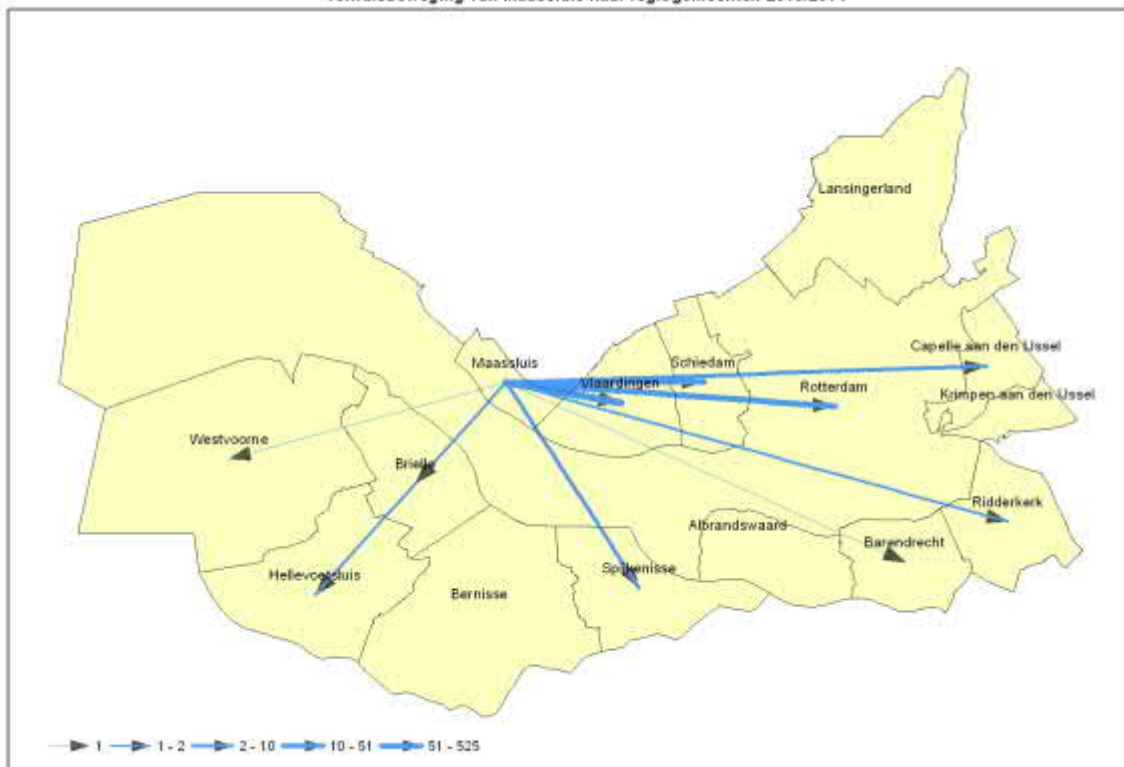 Lansingerland
Maassluis
Schiedam
Capelle aan den IJssel
Vlaardingen
Rotterdam
Krimpen aan den IJssel
Westvoorne
Brielle
Ridderkerk
Albrandswaard
Barendrecht
Hellevoetsluis
Spijkenisse
Bernisse
1 1 - 2 2 - 10 10 - 51 51 - 525